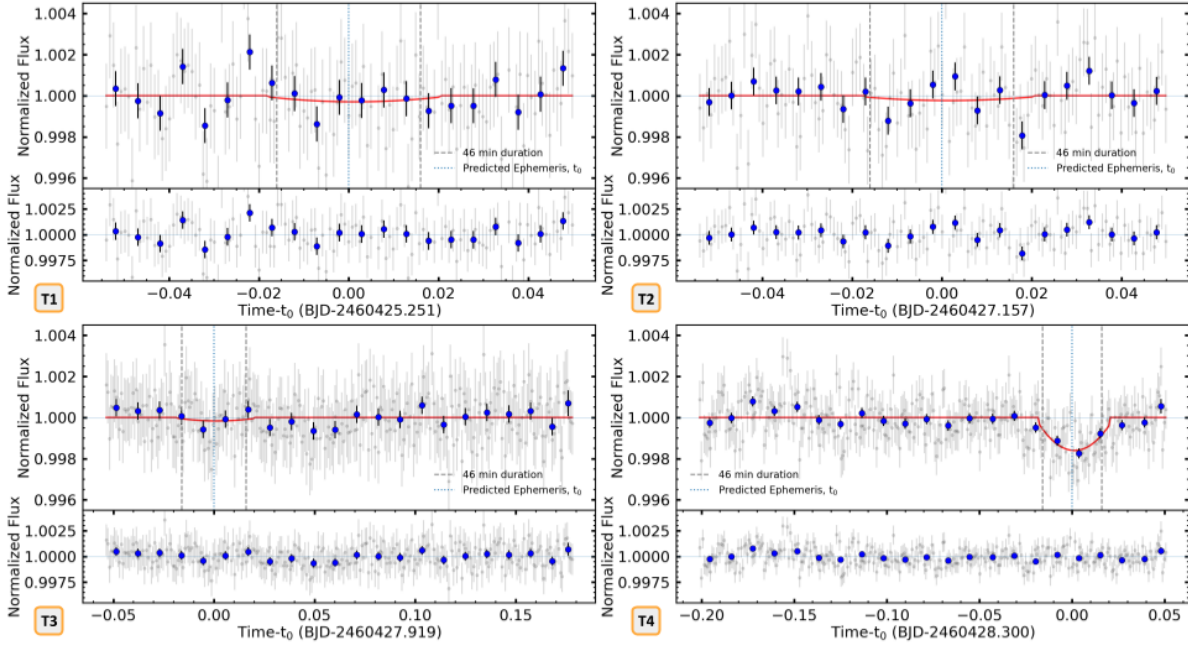 1.004
1.002
1.000
0.998
0.996
Normalized Flux
46 min duration
Predicted Ephemeris, t₀
1.0025
1.0000
0.9975
Normalized Flux
−0.04 −0.02 0.00 0.02 0.04
Time-t₀ (BJD-2460425.251)
T1
1.004
1.002
1.000
0.998
0.996
Normalized Flux
46 min duration
Predicted Ephemeris, t₀
1.0025
1.0000
0.9975
Normalized Flux
−0.04 −0.02 0.00 0.02 0.04
Time-t₀ (BJD-2460427.157)
T2
1.004
1.002
1.000
0.998
0.996
Normalized Flux
46 min duration
Predicted Ephemeris, t₀
1.0025
1.0000
0.9975
Normalized Flux
−0.05 0.00 0.05 0.10 0.15
Time-t₀ (BJD-2460427.919)
T3
1.004
1.002
1.000
0.998
0.996
Normalized Flux
46 min duration
Predicted Ephemeris, t₀
1.0025
1.0000
0.9975
Normalized Flux
−0.20 −0.15 −0.10 −0.05 0.00 0.05
Time-t₀ (BJD-2460428.300)
T4